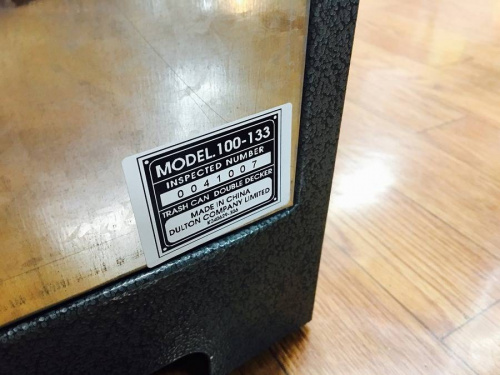 MODEL.100-133
INSPECTED NUMBER
0041007
TRASH CAN DOUBLE DECKER
MADE IN CHINA
DULTON COMPANY LIMITED